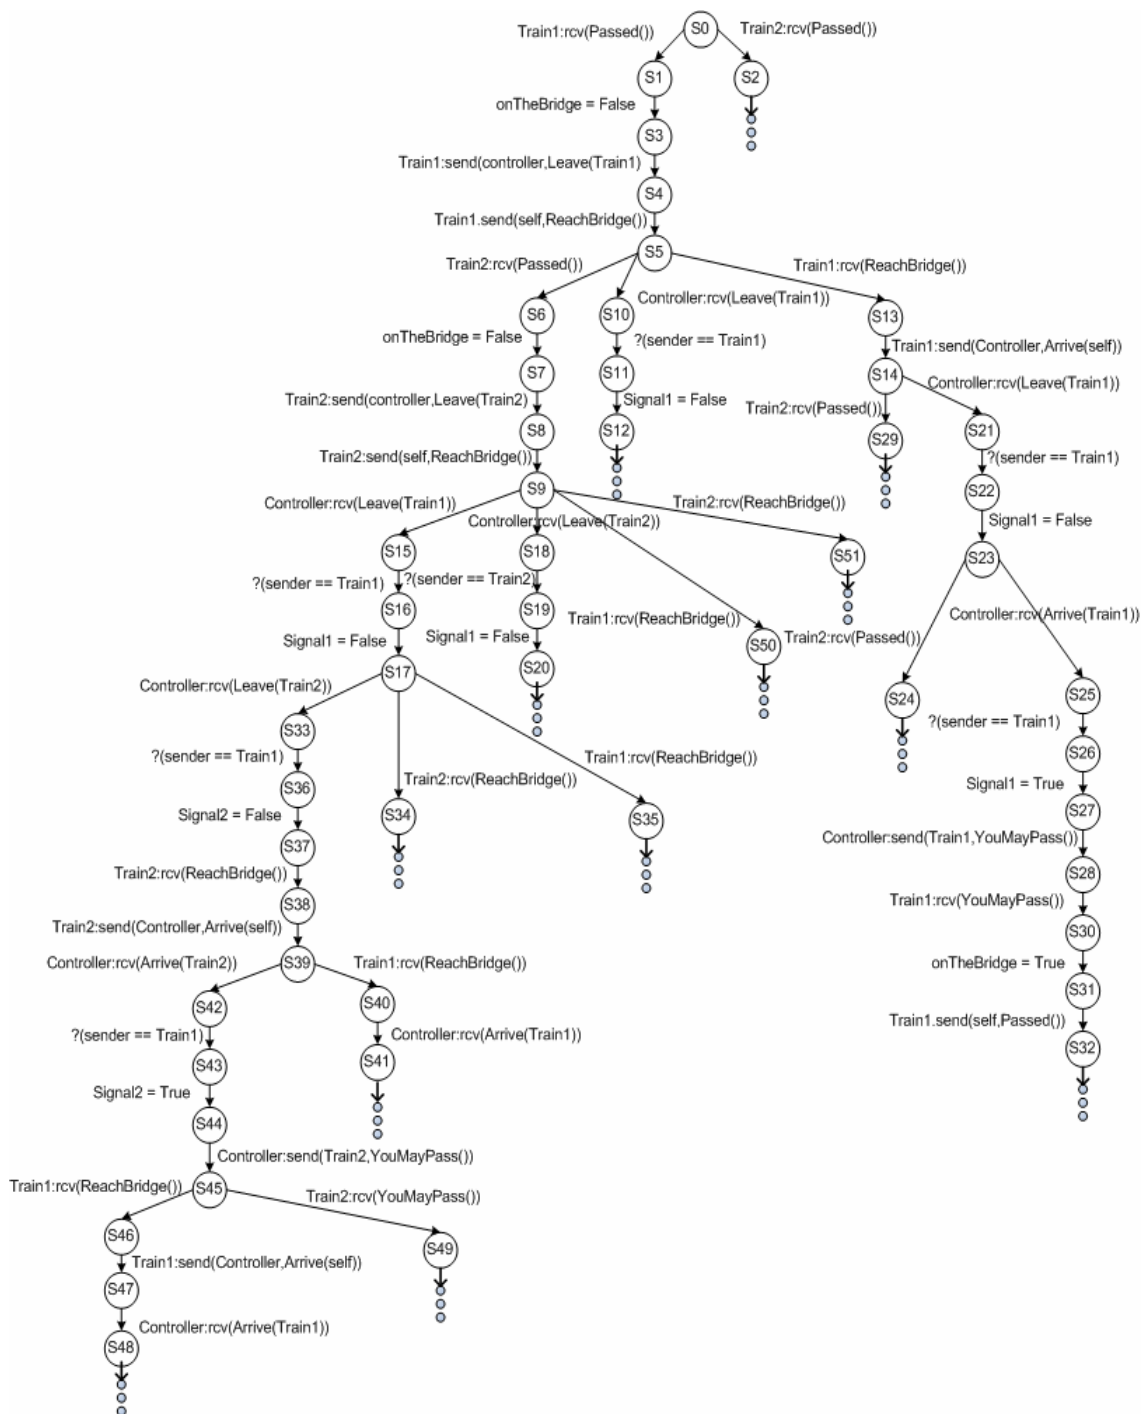 S0
Train1:rcv(Passed())
Train2:rcv(Passed())
S1
S2
onTheBridge = False
S3
Train1:send(controller,Leave(Train1)
S4
Train1.send(self,ReachBridge())
S5
Train2:rcv(Passed())
Train1:rcv(ReachBridge())
Controller:rcv(Leave(Train1))
S6
S10
S13
onTheBridge = False
?(sender == Train1)
Train1:send(Controller,Arrive(self)
S7
S11
S14
Controller:rcv(Leave(Train1))
Train2:send(controller,Leave(Train2)
Signal1 = False
Train2:rcv(Passed())
S8
S12
S29
S21
Train2:send(self,ReachBridge())
?(sender == Train1)
S9
S22
Controller:rcv(Leave(Train1))
Controller:rcv(Leave(Train2))
Train2:rcv(ReachBridge())
Signal1 = False
S15
S18
S51
S23
?(sender == Train1)
?(sender == Train2)
S16
S19
Train1:rcv(ReachBridge())
Controller:rcv(Arrive(Train1))
Signal1 = False
Signal1 = False
S50
Train2:rcv(Passed())
S17
S20
Controller:rcv(Leave(Train2))
S24
S25
S33
?(sender == Train1)
?(sender == Train1)
Train1:rcv(ReachBridge())
S26
S36
Train2:rcv(ReachBridge())
Signal1 = True
Signal2 = False
S34
S35
S27
S37
Controller:send(Train1,YouMayPass())
Train2:rcv(ReachBridge())
S28
S38
Train1:rcv(YouMayPass())
Train2:send(Controller,Arrive(self))
S30
Controller:rcv(Arrive(Train2))
S39
Train1:rcv(ReachBridge())
onTheBridge = True
S42
S40
S31
?(sender == Train1)
Controller:rcv(Arrive(Train1))
Train1.send(self,Passed())
S43
S41
S32
Signal2 = True
S44
Controller:send(Train2,YouMayPass())
Train1:rcv(ReachBridge())
S45
Train2:rcv(YouMayPass())
S46
S49
Train1:send(Controller,Arrive(self))
S47
Controller:rcv(Arrive(Train1))
S48